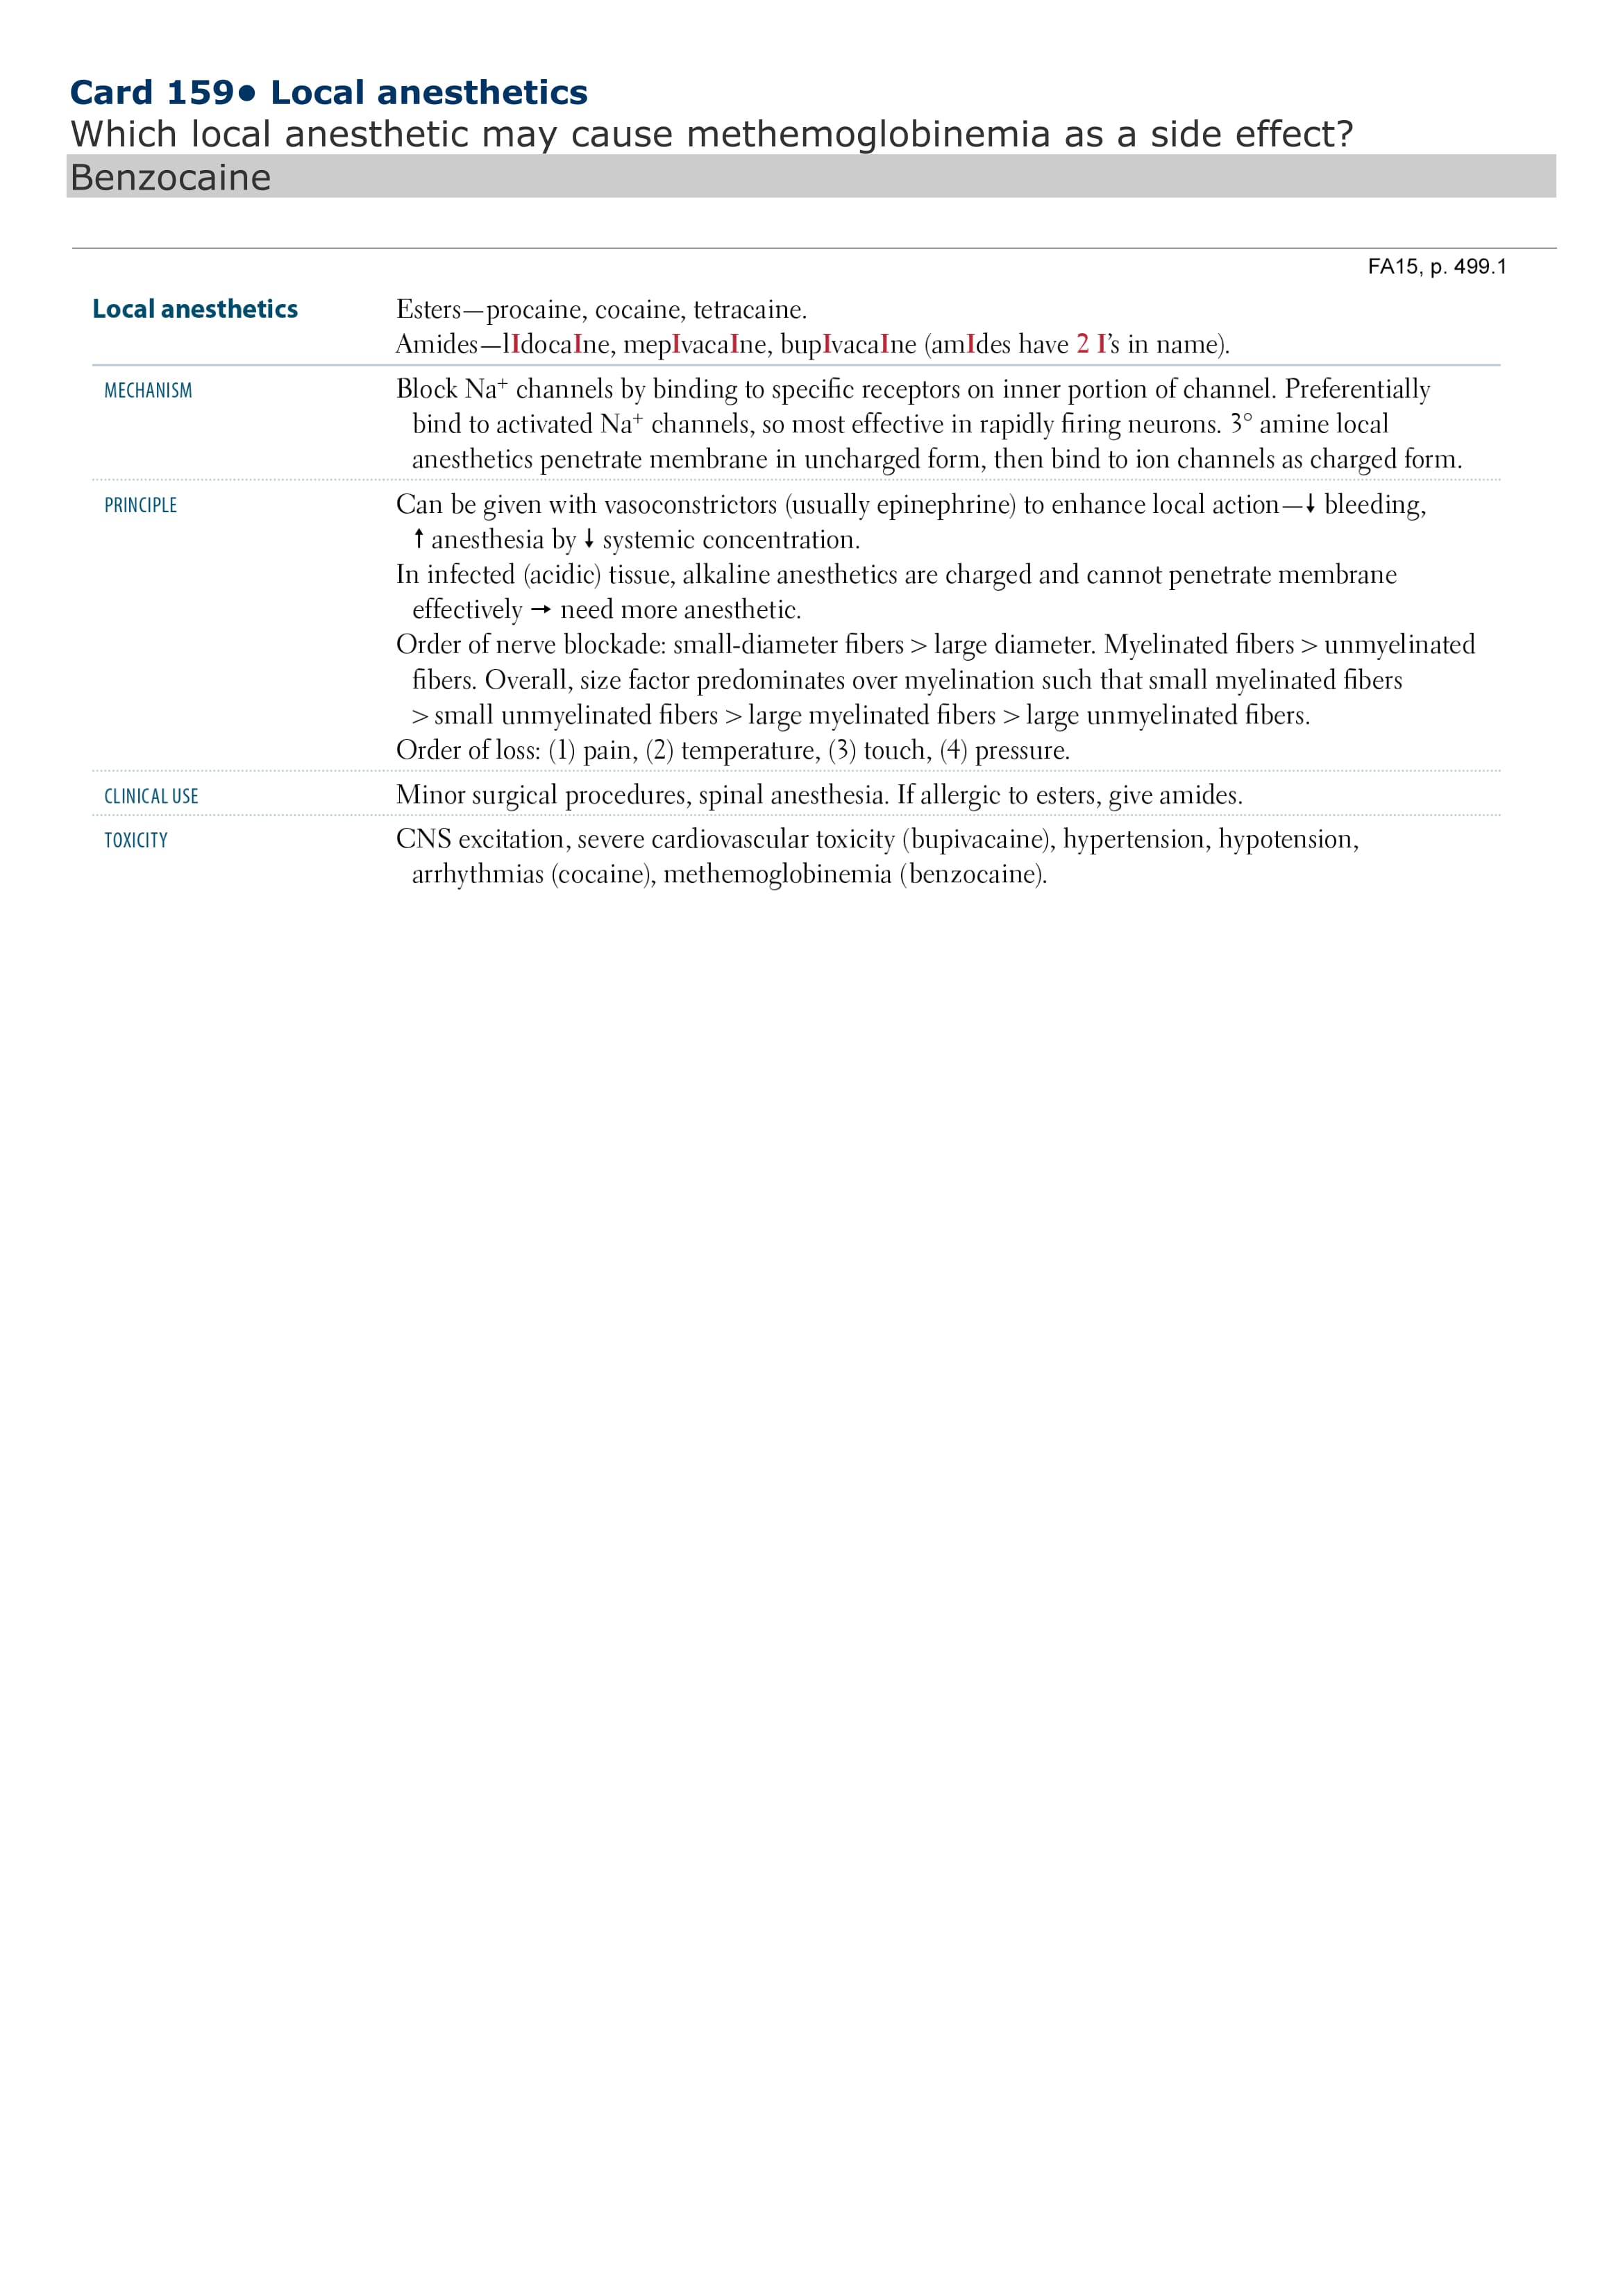 Card 159• Local anesthetics
Which local anesthetic may cause methemoglobinemia as a side effect?
Benzocaine
FA15, p. 499.1
Local anesthetics
Esters—procaine, cocaine, tetracaine.
Amides—lIdocaIne, mepIvacaIne, bupIvacaIne (amIdes have 2 I's in name).
MECHANISM
Block Na⁺ channels by binding to specific receptors on inner portion of channel. Preferentially
bind to activated Na⁺ channels, so most effective in rapidly firing neurons. 3° amine local
anesthetics penetrate membrane in uncharged form, then bind to ion channels as charged form.
PRINCIPLE
Can be given with vasoconstrictors (usually epinephrine) to enhance local action—↓ bleeding,
↑ anesthesia by ↓ systemic concentration.
In infected (acidic) tissue, alkaline anesthetics are charged and cannot penetrate membrane
effectively → need more anesthetic.
Order of nerve blockade: small-diameter fibers > large diameter. Myelinated fibers > unmyelinated
fibers. Overall, size factor predominates over myelination such that small myelinated fibers
> small unmyelinated fibers > large myelinated fibers > large unmyelinated fibers.
Order of loss: (1) pain, (2) temperature, (3) touch, (4) pressure.
CLINICAL USE
Minor surgical procedures, spinal anesthesia. If allergic to esters, give amides.
TOXICITY
CNS excitation, severe cardiovascular toxicity (bupivacaine), hypertension, hypotension,
arrhythmias (cocaine), methemoglobinemia (benzocaine).